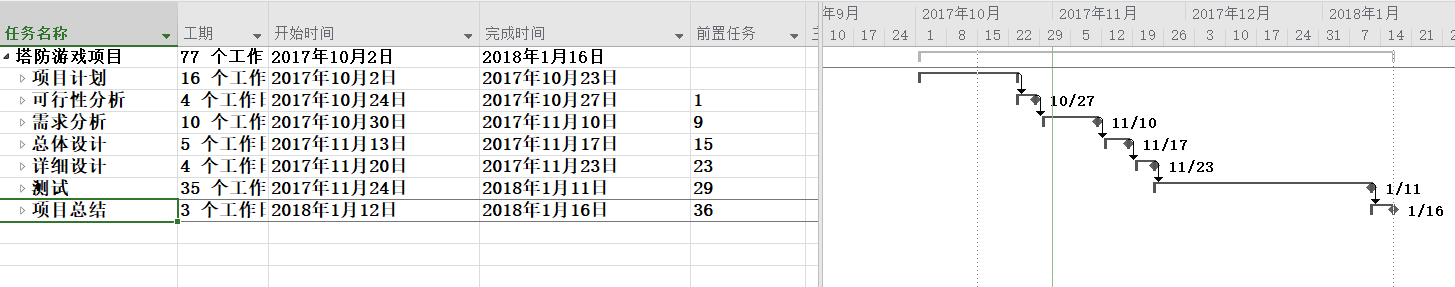 年9月 2017年10月 2017年11月 2017年12月 2018年1月
任务名称 工期 开始时间 完成时间 前置任务 10 17 24 1 8 15 22 29 5 12 19 26 3 10 17 24 31 7 14 21
塔防游戏项目 77 个工作 2017年10月2日 2018年1月16日
项目计划 16 个工作 2017年10月2日 2017年10月23日
可行性分析 4 个工作日 2017年10月24日 2017年10月27日 1 10/27
需求分析 10 个工作 2017年10月30日 2017年11月10日 9 11/10
总体设计 5 个工作日 2017年11月13日 2017年11月17日 15 11/17
详细设计 4 个工作日 2017年11月20日 2017年11月23日 23 11/23
测试 35 个工作 2017年11月24日 2018年1月11日 29 1/11
项目总结 3 个工作日 2018年1月12日 2018年1月16日 36 1/16